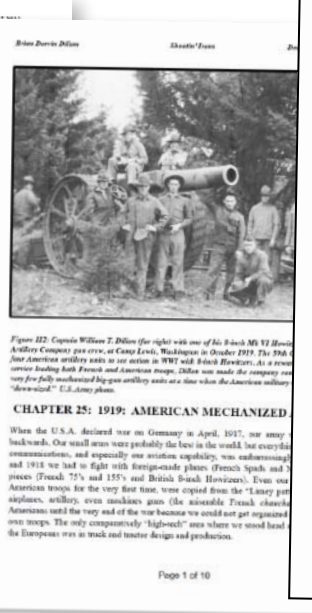 Brian Dervin Dillon Shootin' Irons
Figure 112: Captain William T. Dillon (far right) with one of his 8-inch Mk VI Howit
Artillery Company gun crew, at Camp Lewis, Washington in October 1919. The 59th
four American artillery units to see action in WWI with 8-inch Howitzers. As a rewar
service leading both French and American troops, Dillon was made the company com
very few fully mechanized big-gun artillery units at a time when the American military
"down-sized." U.S. Army photo.
CHAPTER 25: 1919: AMERICAN MECHANIZED
When the U.S.A. declared war on Germany in April, 1917, our army
backwards. Our small arms were probably the best in the world, but everythin
communications, and especially our aviation capability, was embarrassingl
and 1918 we had to fight with foreign-made planes (French Spads and N
pieces (French 75's and 155's and British 8-inch Howitzers). Even our
American troops for the very first time, were copied from the "Limey patt
airplanes, artillery, even machines guns (the miserable French chauchat
Americans until the very end of the war because we could not get organized
own troops. The only comparatively "high-tech" area where we stood head
the Europeans was in truck and tractor design and production.
Page 1 of 10